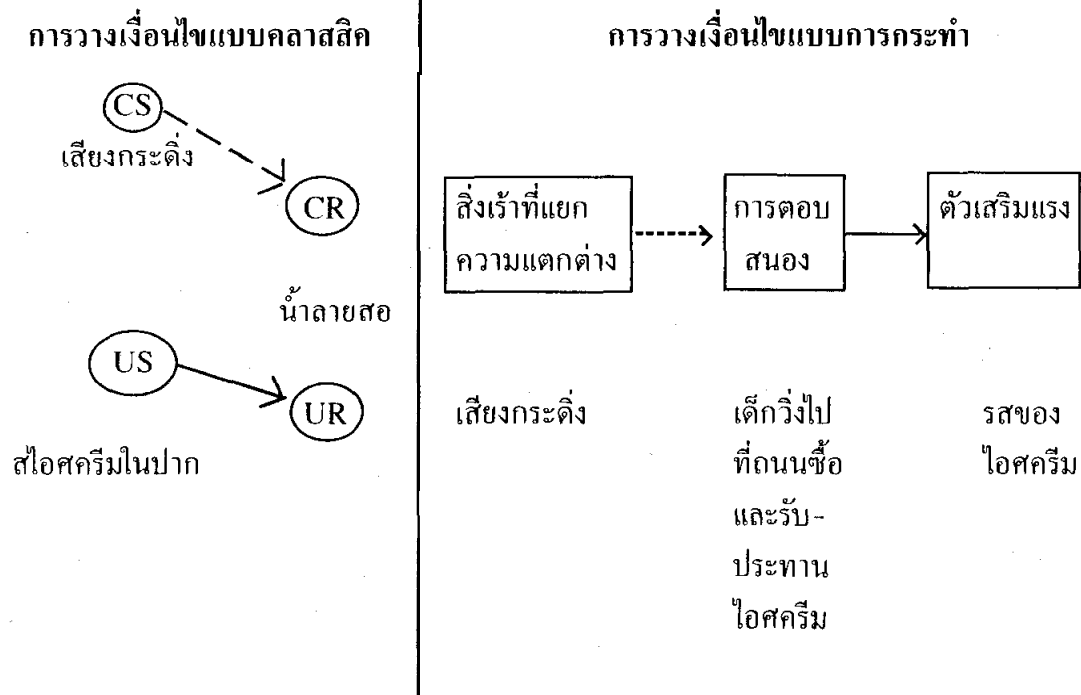 การวางเงื่อนไขแบบคลาสสิค
CS
เสียงกระดิ่ง
CR
น้ำลายสอ
US
UR
สไอศครีมในปาก
การวางเงื่อนไขแบบการกระทำ
สิ่งเร้าที่แยก
ความแตกต่าง
การตอบ
สนอง
ตัวเสริมแรง
เสียงกระดิ่ง
เด็กวิ่งไป
ที่ถนนซื้อ
และรับ-
ประทาน
ไอศครีม
รสของ
ไอศครีม